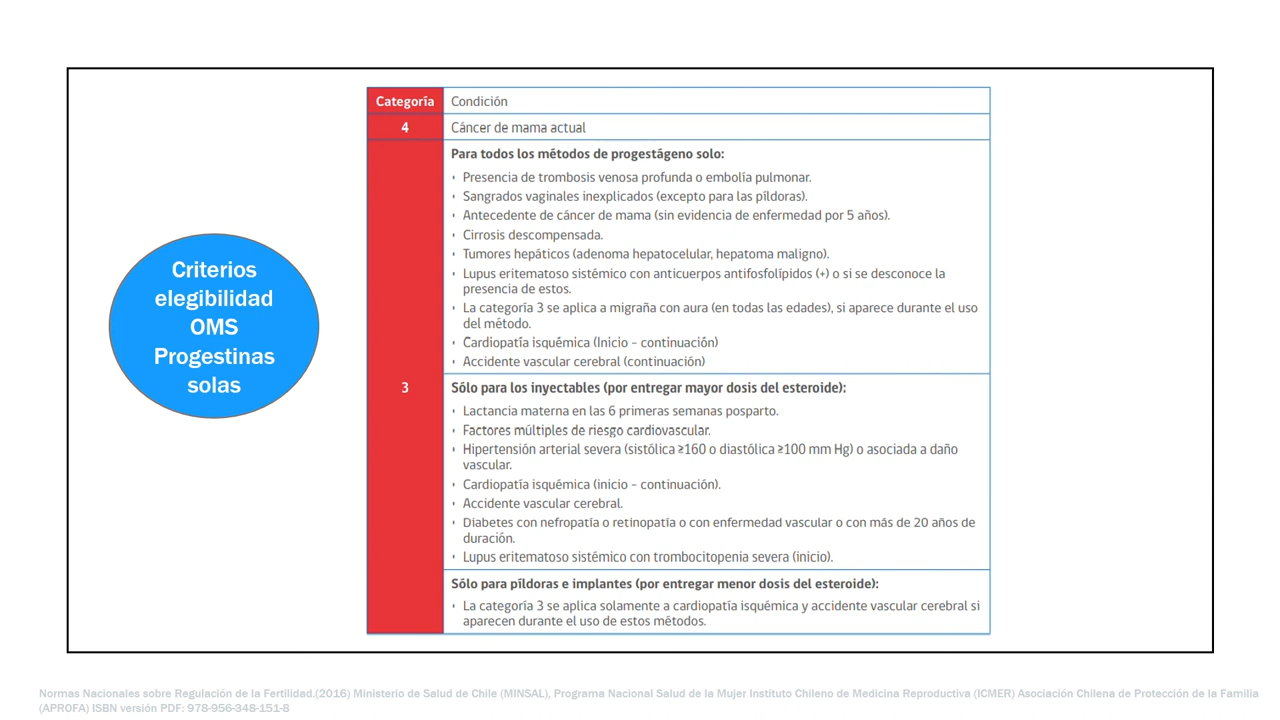 Criterios
elegibilidad
OMS
Progestinas
solas
Categoría Condición
4 Cáncer de mama actual
3
Para todos los métodos de progestágeno solo:
• Presencia de trombosis venosa profunda o embolía pulmonar.
• Sangrados vaginales inexplicados (excepto para las píldoras).
• Antecedente de cáncer de mama (sin evidencia de enfermedad por 5 años).
• Cirrosis descompensada.
• Tumores hepáticos (adenoma hepatocelular, hepatoma maligno).
• Lupus eritematoso sistémico con anticuerpos antifosfolípidos (+) o si se desconoce la
presencia de estos.
• La categoría 3 se aplica a migraña con aura (en todas las edades), si aparece durante el uso
del método.
• Cardiopatía isquémica (Inicio – continuación)
• Accidente vascular cerebral (continuación)
Sólo para los inyectables (por entregar mayor dosis del esteroide):
• Lactancia materna en las 6 primeras semanas posparto.
• Factores múltiples de riesgo cardiovascular.
• Hipertensión arterial severa (sistólica ≥160 o diastólica ≥100 mm Hg) o asociada a daño
vascular.
• Cardiopatía isquémica (inicio – continuación).
• Accidente vascular cerebral.
• Diabetes con nefropatía o retinopatía o con enfermedad vascular o con más de 20 años de
duración.
• Lupus eritematoso sistémico con trombocitopenia severa (inicio).
Sólo para píldoras e implantes (por entregar menor dosis del esteroide):
• La categoría 3 se aplica solamente a cardiopatía isquémica y accidente vascular cerebral si
aparecen durante el uso de estos métodos.
Normas Nacionales sobre Regulación de la Fertilidad.(2016) Ministerio de Salud de Chile (MINSAL), Programa Nacional Salud de la Mujer Instituto Chileno de Medicina Reproductiva (ICMER) Asociación Chilena de Protección de la Familia
(APROFA) ISBN versión PDF: 978-956-348-151-8